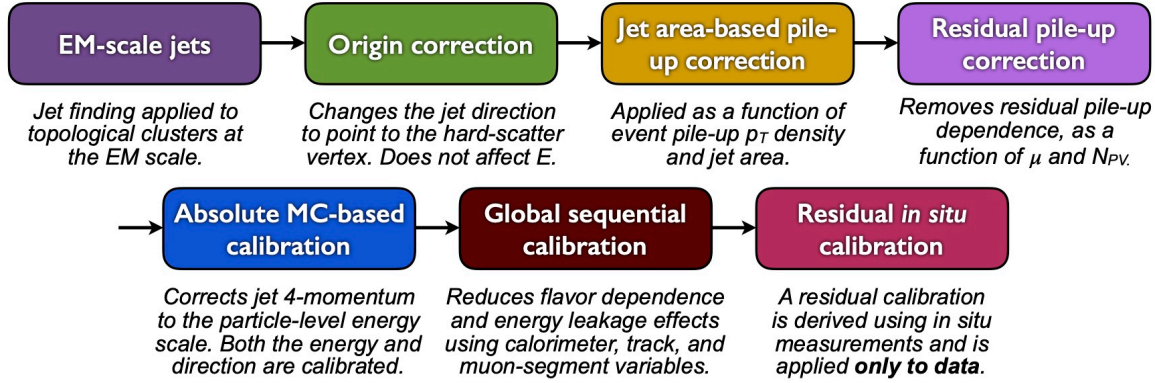 EM-scale jets
Jet finding applied to
topological clusters at
the EM scale.
Origin correction
Changes the jet direction
to point to the hard-scatter
vertex. Does not affect E.
Jet area-based pile-
up correction
Applied as a function of
event pile-up pT density
and jet area.
Residual pile-up
correction
Removes residual pile-up
dependence, as a
function of µ and NPV.
Absolute MC-based
calibration
Corrects jet 4-momentum
to the particle-level energy
scale. Both the energy and
direction are calibrated.
Global sequential
calibration
Reduces flavor dependence
and energy leakage effects
using calorimeter, track, and
muon-segment variables.
Residual in situ
calibration
A residual calibration
is derived using in situ
measurements and is
applied only to data.